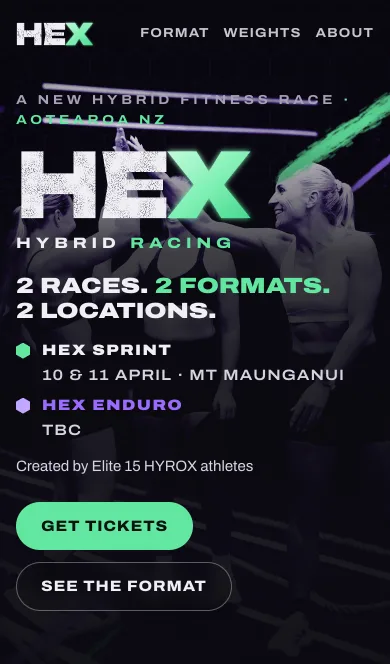 HEX
FORMAT WEIGHTS ABOUT
A NEW HYBRID FITNESS RACE ·
AOTEAROA NZ
HEX
HYBRID RACING
2 RACES. 2 FORMATS.
2 LOCATIONS.
HEX SPRINT
10 & 11 APRIL · MT MAUNGANUI
HEX ENDURO
TBC
Created by Elite 15 HYROX athletes
GET TICKETS
SEE THE FORMAT